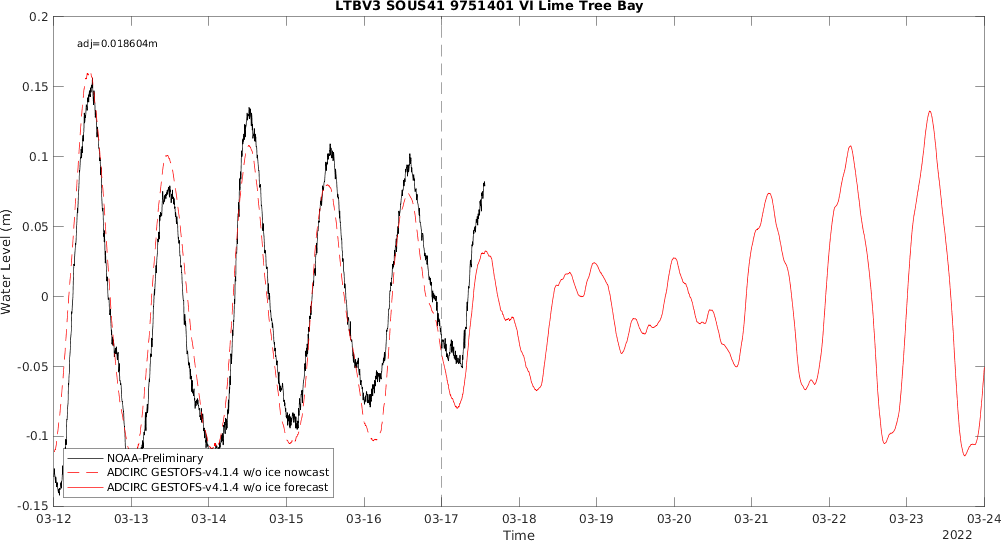 LTBV3 SOUS41 9751401 VI Lime Tree Bay
adj=0.018604m
Water Level (m)
0.2
0.15
0.1
0.05
0
-0.05
-0.1
-0.15
NOAA-Preliminary
ADCIRC GESTOFS-v4.1.4 w/o ice nowcast
ADCIRC GESTOFS-v4.1.4 w/o ice forecast
03-12 03-13 03-14 03-15 03-16 03-17 03-18 03-19 03-20 03-21 03-22 03-23 03-24
Time
2022